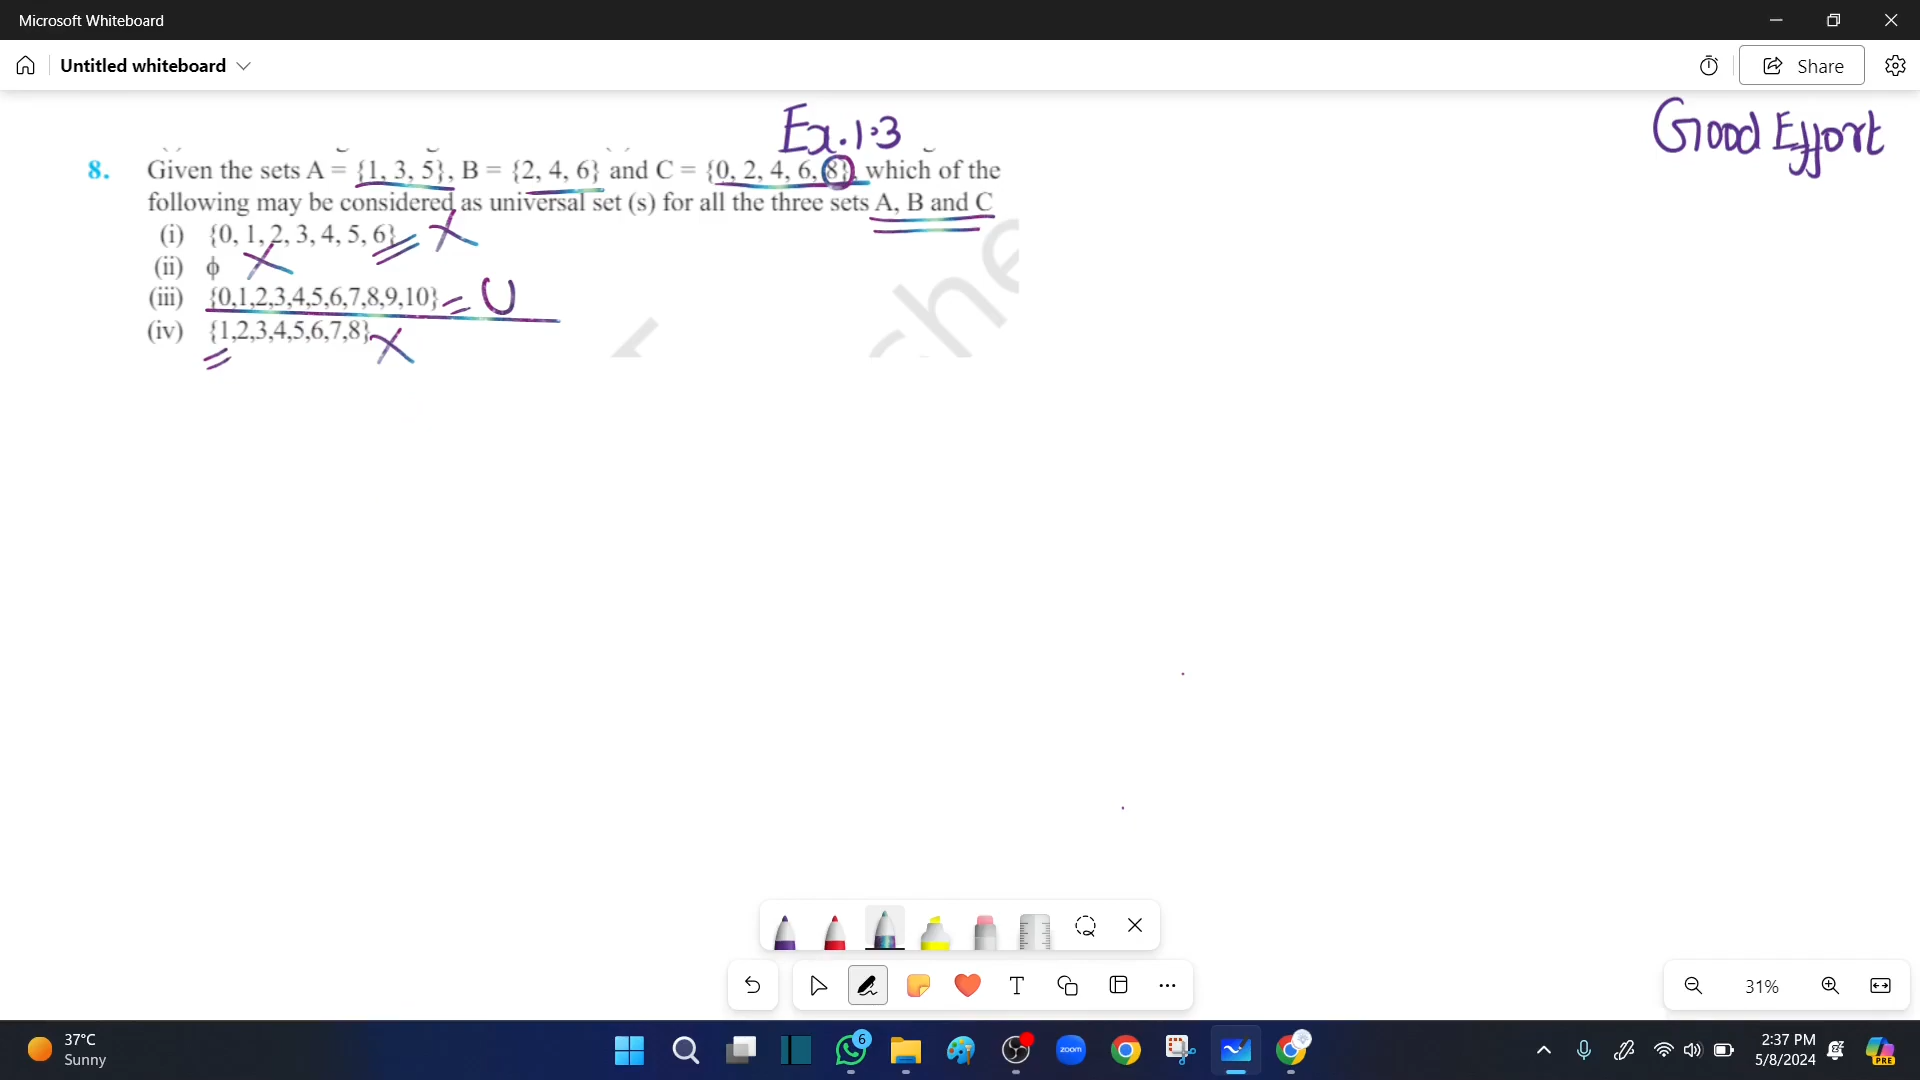 Microsoft Whiteboard
Untitled whiteboard
Share
Ex.1.3
Good Effort
8. Given the sets A = {1, 3, 5}, B = {2, 4, 6} and C = {0, 2, 4, 6, 8}, which of the
following may be considered as universal set (s) for all the three sets A, B and C
(i) {0, 1, 2, 3, 4, 5, 6} X
(ii) ϕ X
(iii) {0,1,2,3,4,5,6,7,8,9,10} = U
(iv) {1,2,3,4,5,6,7,8} X
31%
37°C
Sunny
6
zoom
2:37 PM
5/8/2024
PRE